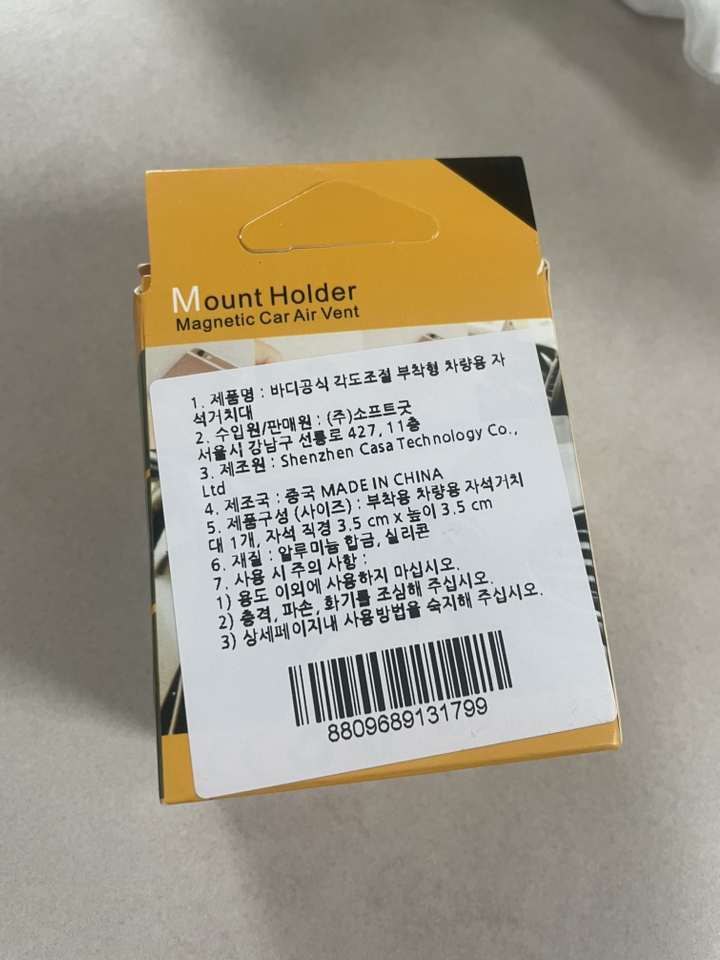 Mount Holder
Magnetic Car Air Vent
1. 제품명 : 바디공식 각도조절 부착형 차량용 자
석거치대
2. 수입원/판매원 : (주)소프트굿
서울시 강남구 선릉로 427, 11층
3. 제조원 : Shenzhen Casa Technology Co.,
Ltd
4. 제조국 : 중국 MADE IN CHINA
5. 제품구성 (사이즈) : 부착용 차량용 자석거치
대 1개, 자석 직경 3.5 cm x 높이 3.5 cm
6. 재질 : 알루미늄 합금, 실리콘
7. 사용 시 주의 사항 :
1) 용도 이외에 사용하지 마십시오.
2) 충격, 파손, 화기를 조심해 주십시오.
3) 상세페이지내 사용방법을 숙지해 주십시오.
8809689131799